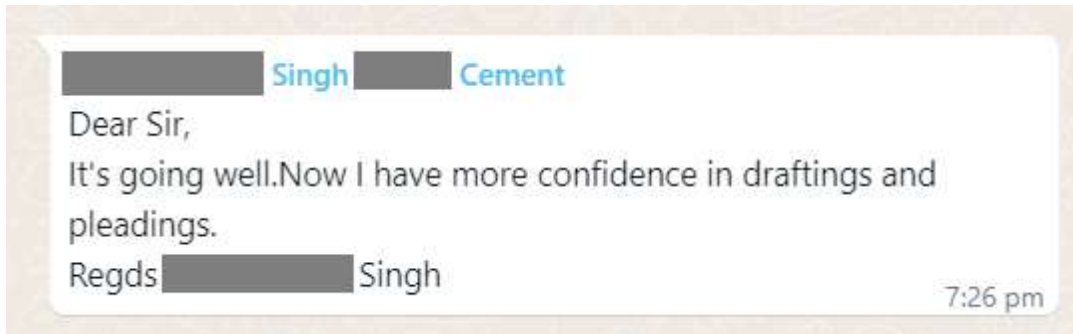 Singh Cement
Dear Sir,
It's going well.Now I have more confidence in draftings and
pleadings.
Regds Singh
7:26 pm